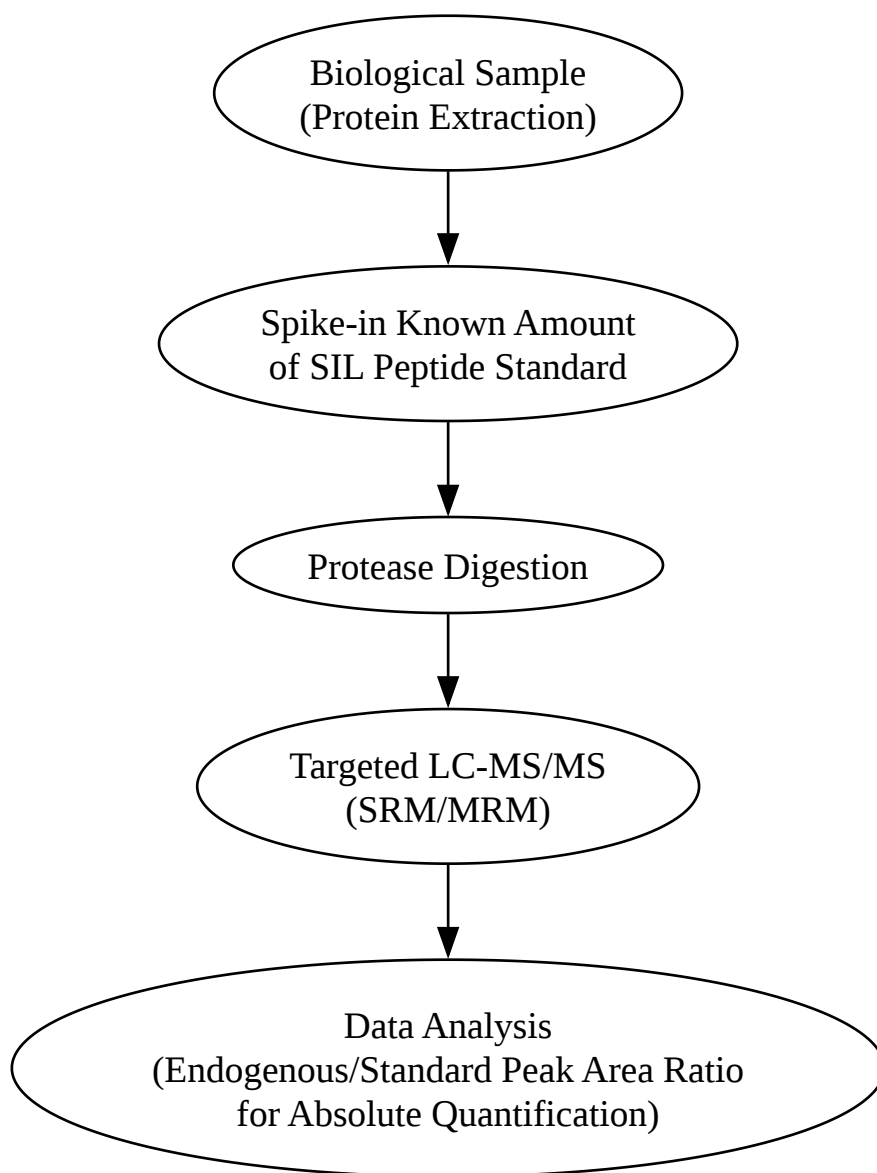 Biological Sample
(Protein Extraction)
Spike-in Known Amount
of SIL Peptide Standard
Protease Digestion
Targeted LC-MS/MS
(SRM/MRM)
Data Analysis
(Endogenous/Standard Peak Area Ratio
for Absolute Quantification)